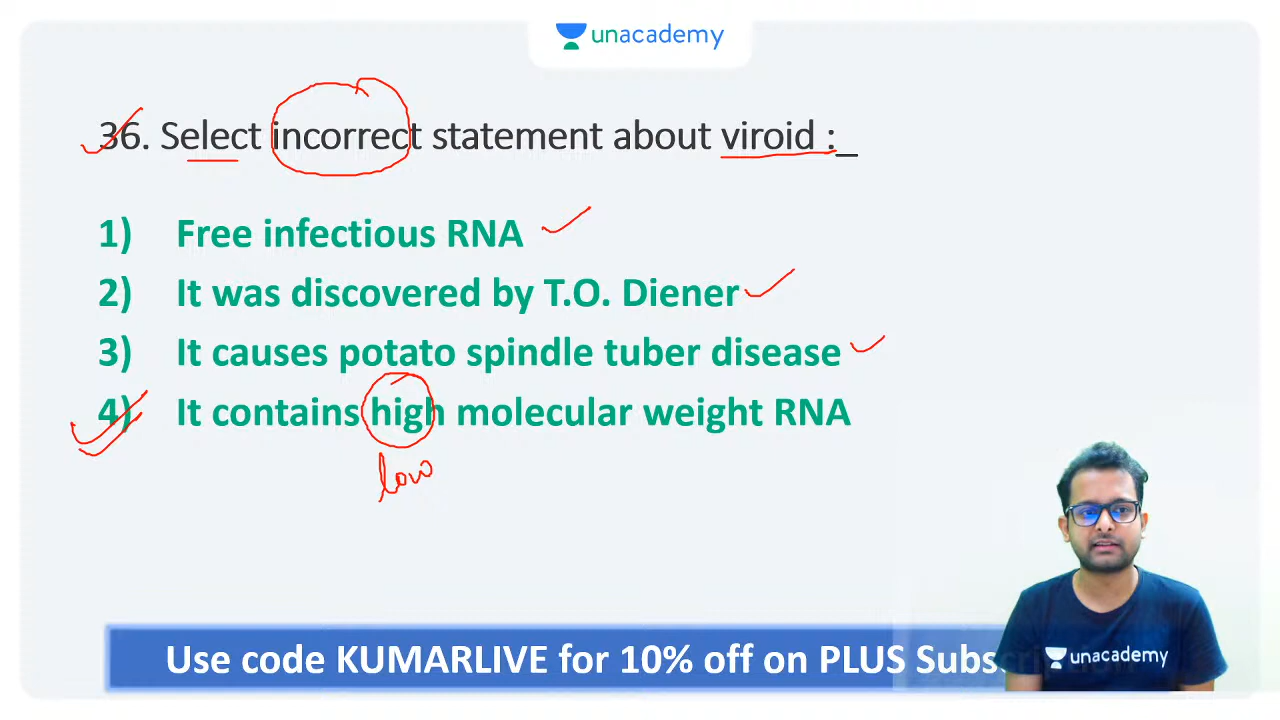 unacademy
36. Select incorrect statement about viroid :_
1) Free infectious RNA
2) It was discovered by T.O. Diener
3) It causes potato spindle tuber disease
4) It contains high molecular weight RNA
low
Use code KUMARLIVE for 10% off on PLUS
unacademy